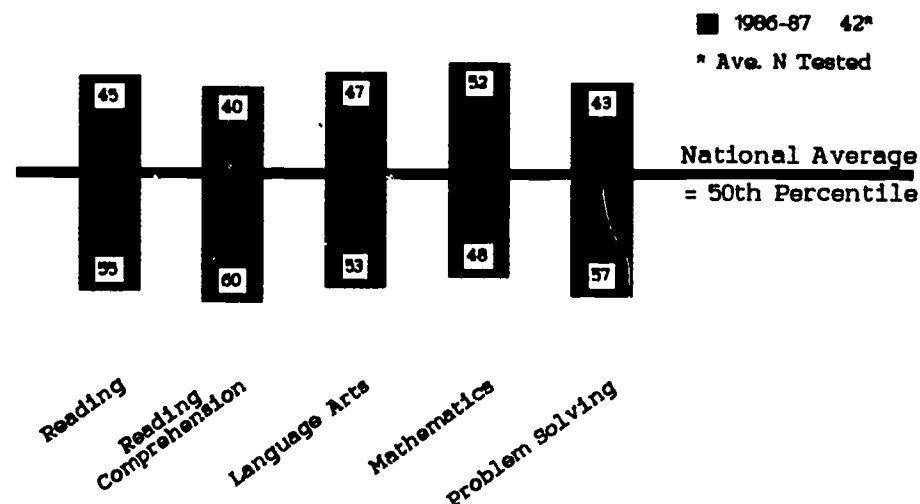 1986-87 42*
* Ave. N Tested
45
40
47
52
43
National Average
= 50th Percentile
55
60
53
48
57
Reading
Reading
Comprehension
Language Arts
Mathematics
Problem Solving